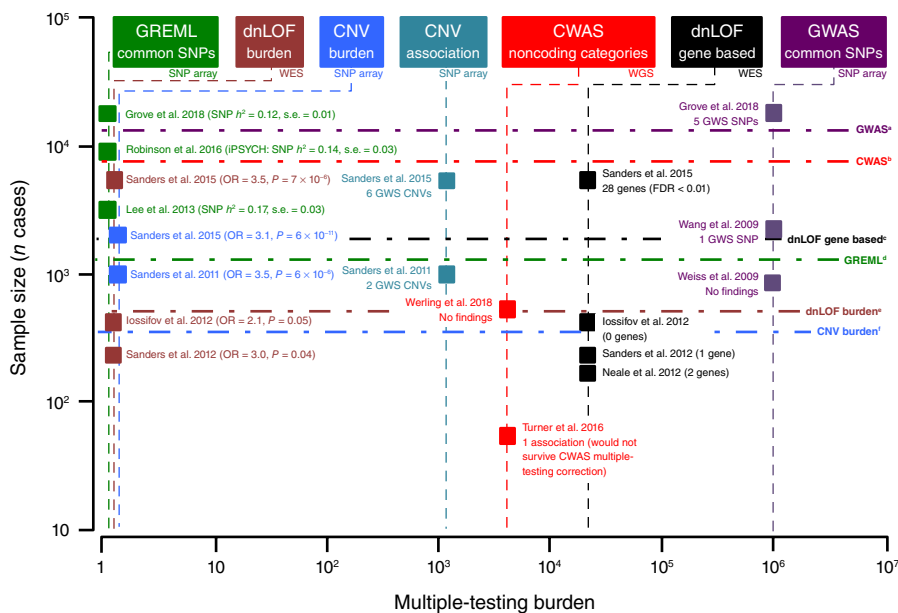 GREML
common SNPs
dnLOF
burden
CNV
burden
CNV
association
CWAS
noncoding categories
dnLOF
gene based
GWAS
common SNPs
SNP array
WES
SNP array
SNP array
WGS
WES
SNP array
10⁵
10⁴
10³
10²
10
Sample size (n cases)
Grove et al. 2018 (SNP h² = 0.12, s.e. = 0.01)
Grove et al. 2018
5 GWS SNPs
GWASᵃ
Robinson et al. 2016 (iPSYCH: SNP h² = 0.14, s.e. = 0.03)
CWASᵇ
Sanders et al. 2015 (OR = 3.5, P = 7 × 10⁻⁶)
Sanders et al. 2015
6 GWS CNVs
Sanders et al. 2015
28 genes (FDR < 0.01)
Lee et al. 2013 (SNP h² = 0.17, s.e. = 0.03)
Wang et al. 2009
1 GWS SNP
Sanders et al. 2015 (OR = 3.1, P = 6 × 10⁻¹¹)
dnLOF gene basedᶜ
GREMLᵈ
Sanders et al. 2011 (OR = 3.5, P = 6 × 10⁻⁶)
Sanders et al. 2011
2 GWS CNVs
Weiss et al. 2009
No findings
Werling et al. 2018
No findings
dnLOF burdenᵉ
Iossifov et al. 2012 (OR = 2.1, P = 0.05)
Iossifov et al. 2012
(0 genes)
CNV burdenᶠ
Sanders et al. 2012 (OR = 3.0, P = 0.04)
Sanders et al. 2012 (1 gene)
Neale et al. 2012 (2 genes)
Turner et al. 2016
1 association (would not
survive CWAS multiple-
testing correction)
1
10
10²
10³
10⁴
10⁵
10⁶
10⁷
Multiple-testing burden